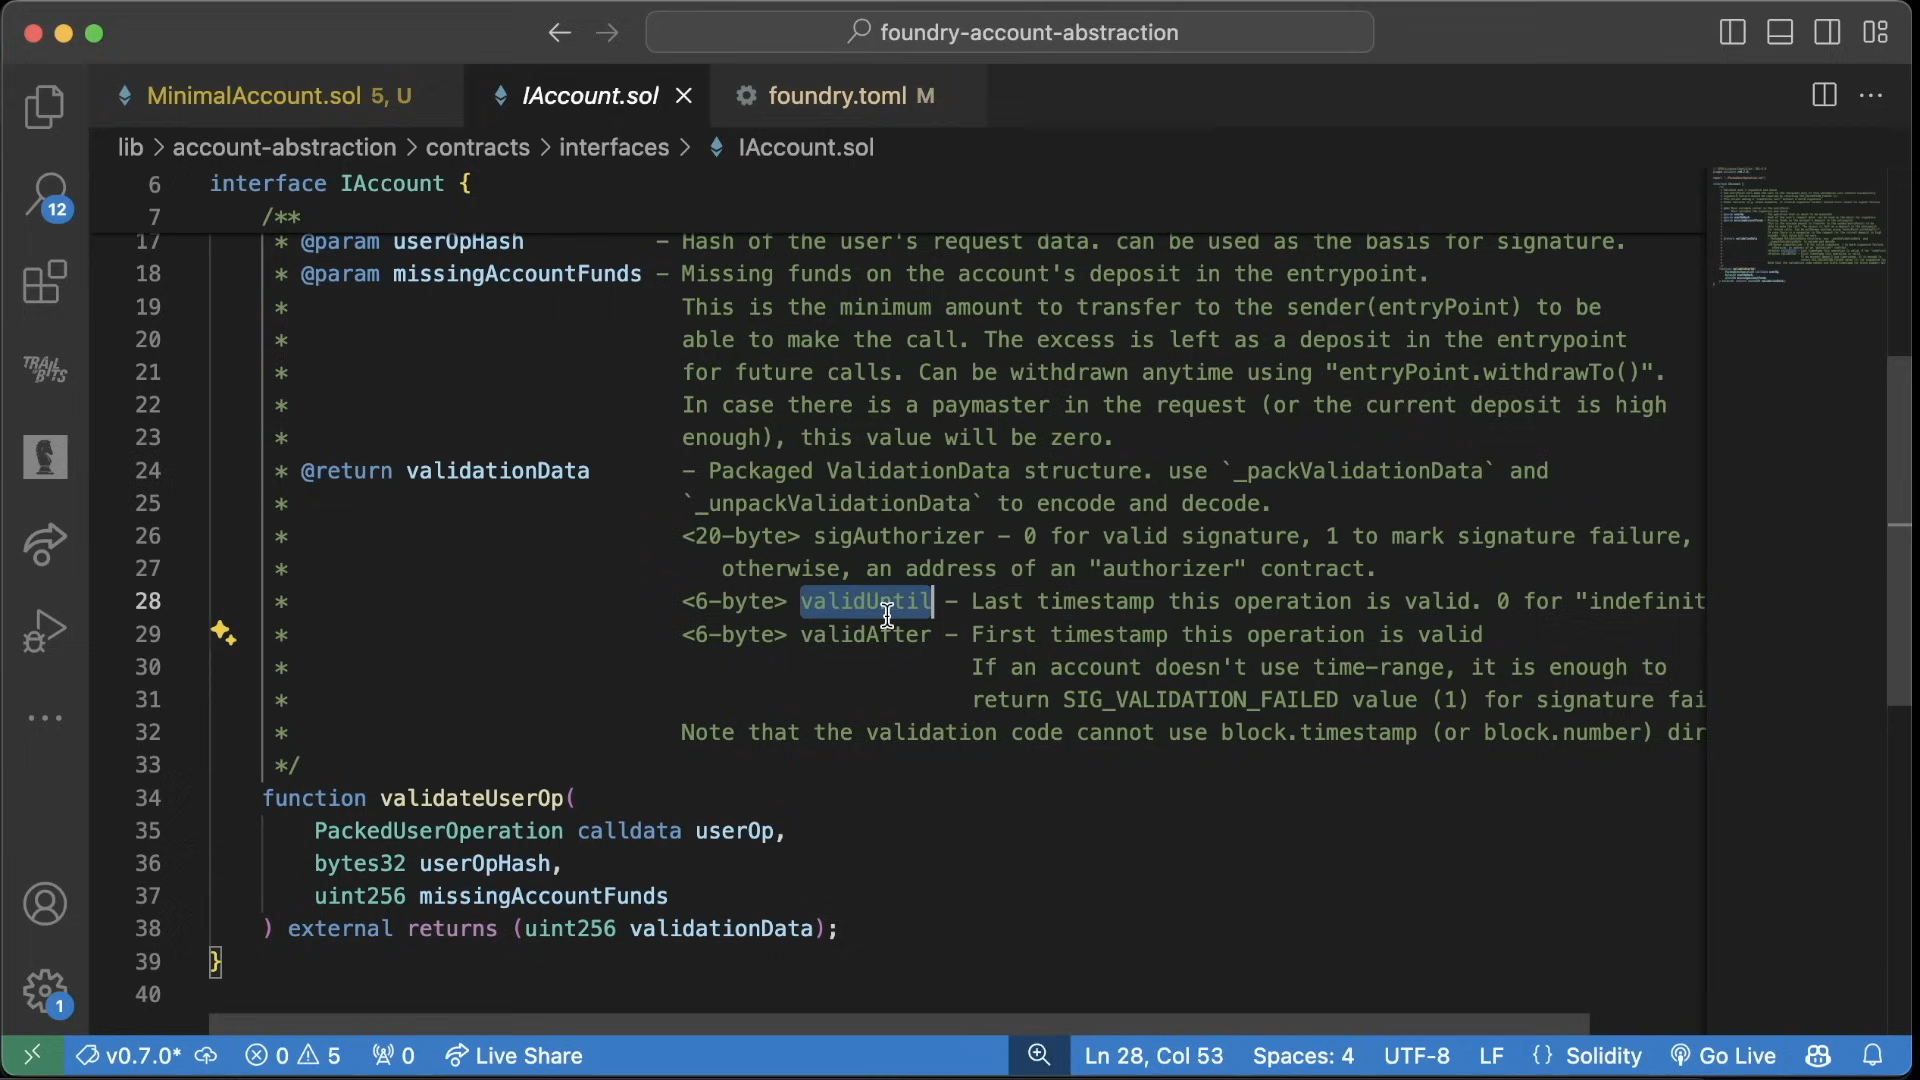 foundry-account-abstraction
MinimalAccount.sol 5, U
IAccount.sol
foundry.toml M
lib > account-abstraction > contracts > interfaces > IAccount.sol
6 interface IAccount {
7 /**
17 * @param userOpHash – Hash of the user's request data. can be used as the basis for signature.
18 * @param missingAccountFunds – Missing funds on the account's deposit in the entrypoint.
19 * This is the minimum amount to transfer to the sender(entryPoint) to be
20 * able to make the call. The excess is left as a deposit in the entrypoint
21 * for future calls. Can be withdrawn anytime using "entryPoint.withdrawTo()".
22 * In case there is a paymaster in the request (or the current deposit is high
23 * enough), this value will be zero.
24 * @return validationData – Packaged ValidationData structure. use `_packValidationData` and
25 * `_unpackValidationData` to encode and decode.
26 * <20-byte> sigAuthorizer – 0 for valid signature, 1 to mark signature failure,
27 * otherwise, an address of an "authorizer" contract.
28 * <6-byte> validUntil – Last timestamp this operation is valid. 0 for "indefinit
29 * <6-byte> validAfter – First timestamp this operation is valid
30 * If an account doesn't use time-range, it is enough to
31 * return SIG_VALIDATION_FAILED value (1) for signature fai
32 * Note that the validation code cannot use block.timestamp (or block.number) dir
33 */
34 function validateUserOp(
35 PackedUserOperation calldata userOp,
36 bytes32 userOpHash,
37 uint256 missingAccountFunds
38 ) external returns (uint256 validationData);
39 }
40
12
TRAIL OF BITS
1
v0.7.0* 0 5 0 Live Share Ln 28, Col 53 Spaces: 4 UTF-8 LF {} Solidity Go Live